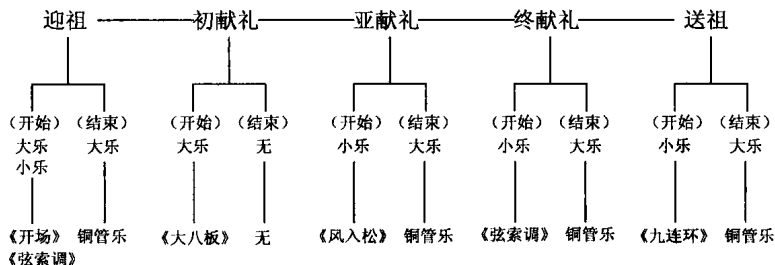 迎祖 初献礼 亚献礼 终献礼 送祖
(开始) (结束) (开始) (结束) (开始) (结束) (开始) (结束) (开始) (结束)
大乐 大乐 大乐 无 小乐 大乐 小乐 大乐 小乐 大乐
小乐
《开场》 铜管乐 《大八板》 无 《风入松》 铜管乐 《弦索调》 铜管乐 《九连环》 铜管乐
《弦索调》